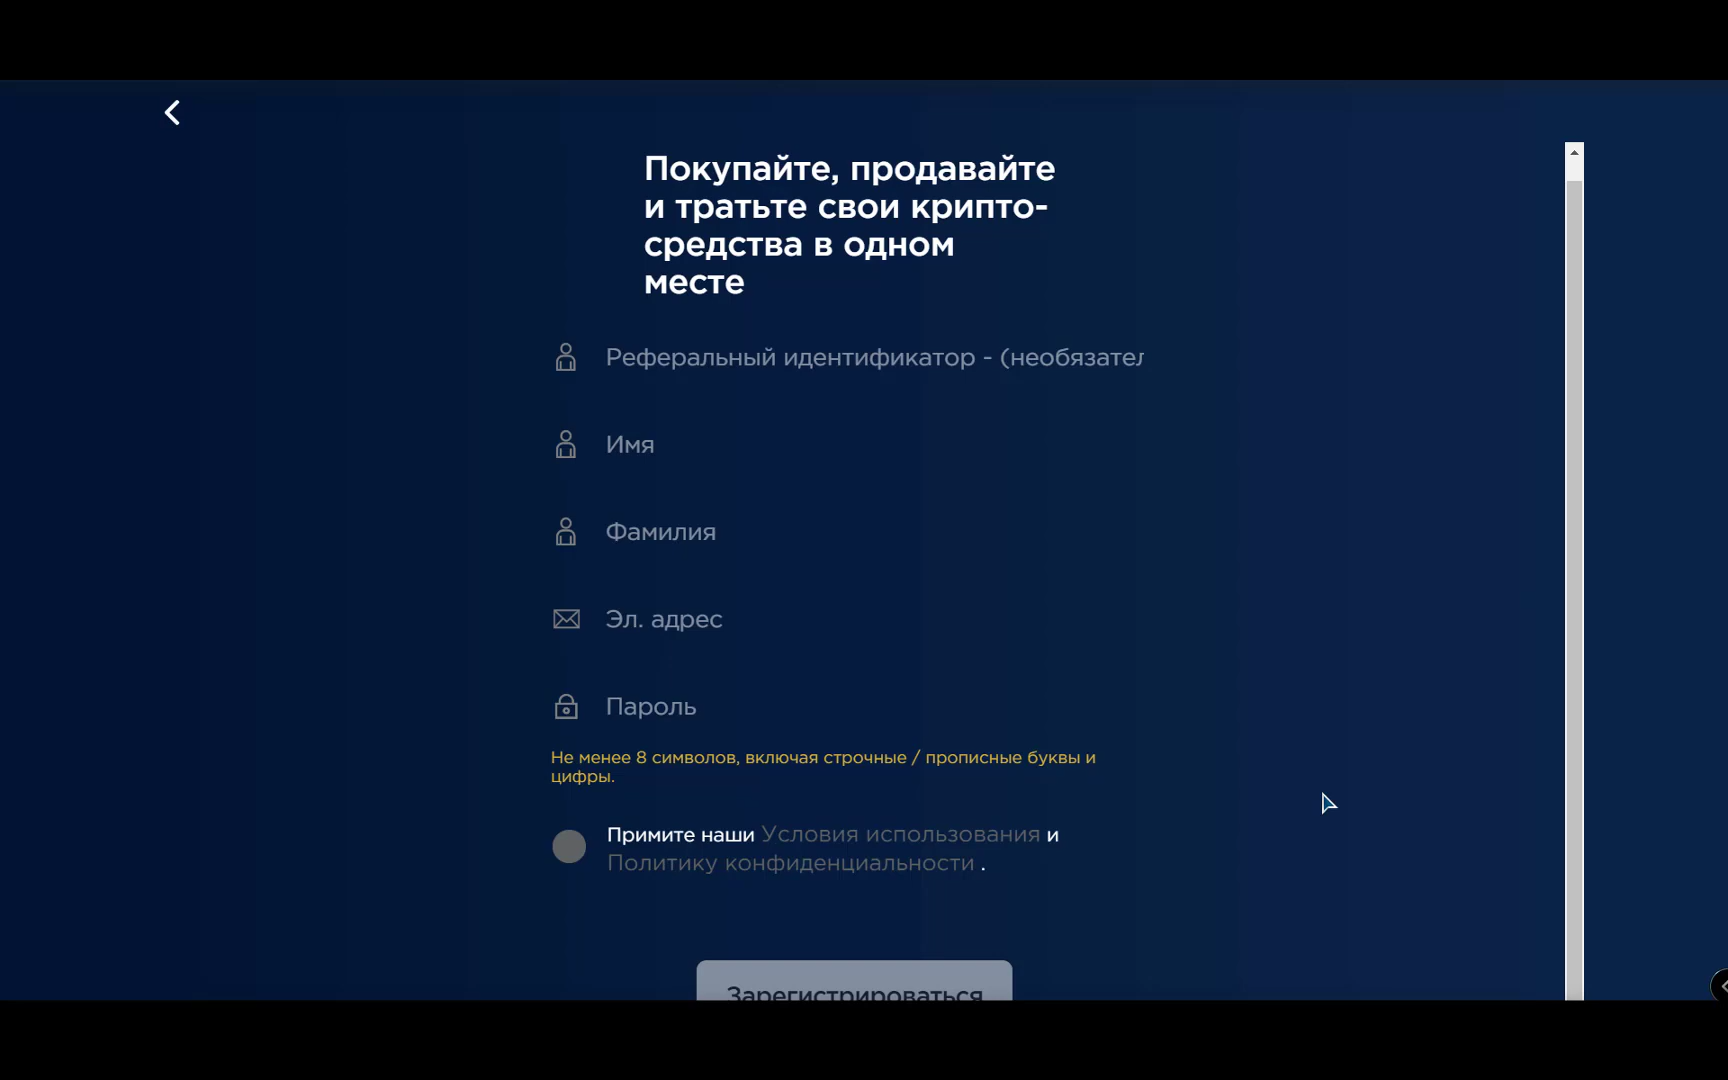 Покупайте, продавайте
и тратьте свои крипто-
средства в одном
месте
Реферальный идентификатор - (необязател
Имя
Фамилия
Эл. адрес
Пароль
Не менее 8 символов, включая строчные / прописные буквы и
цифры.
Примите наши Условия использования и
Политику конфиденциальности .
Зарегистрироваться